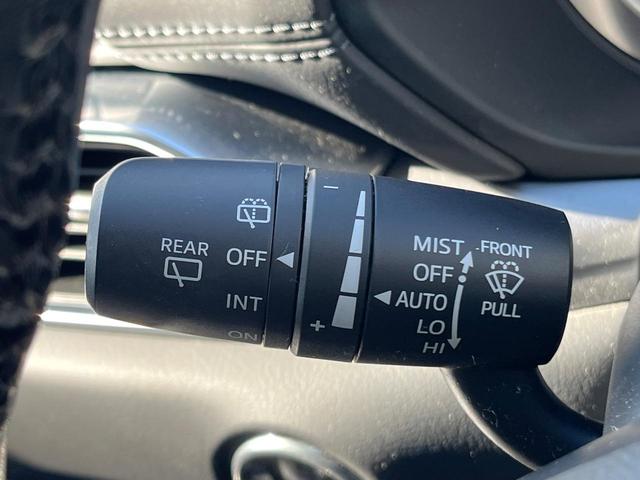 REAR
OFF
INT
ON
−
+
MIST
OFF
AUTO
LO
HI
FRONT
PULL